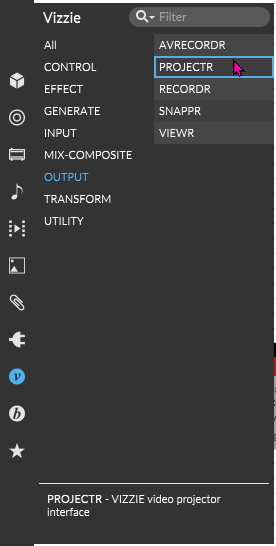 Vizzie
Filter
All
CONTROL
EFFECT
GENERATE
INPUT
MIX-COMPOSITE
OUTPUT
TRANSFORM
UTILITY
AVRECORDR
PROJECTR
RECORDR
SNAPPR
VIEWR
v
b
PROJECTR - VIZZIE video projector
interface